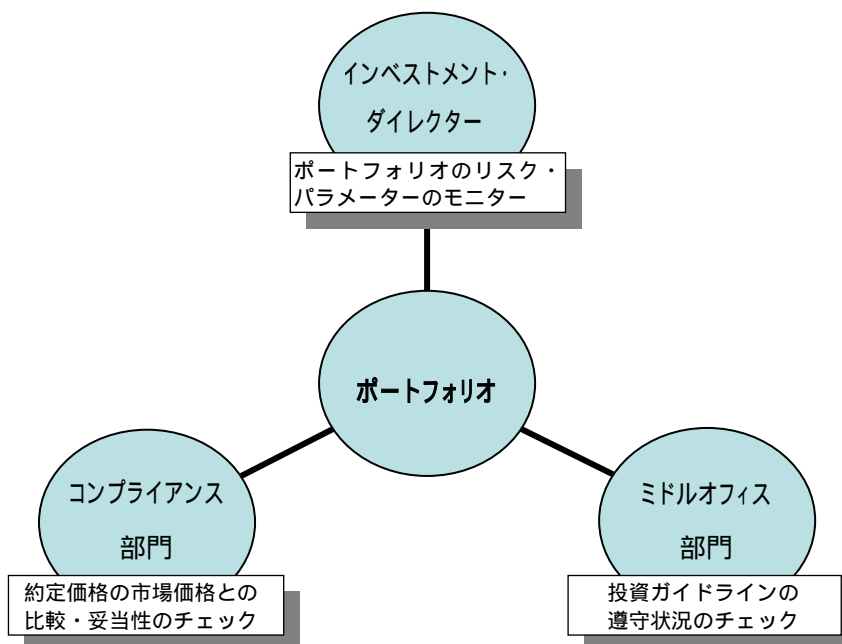 インベストメント・
ダイレクター
ポートフォリオのリスク・
パラメーターのモニター
ポートフォリオ
コンプライアンス
部門
約定価格の市場価格との
比較・妥当性のチェック
ミドルオフィス
部門
投資ガイドラインの
遵守状況のチェック